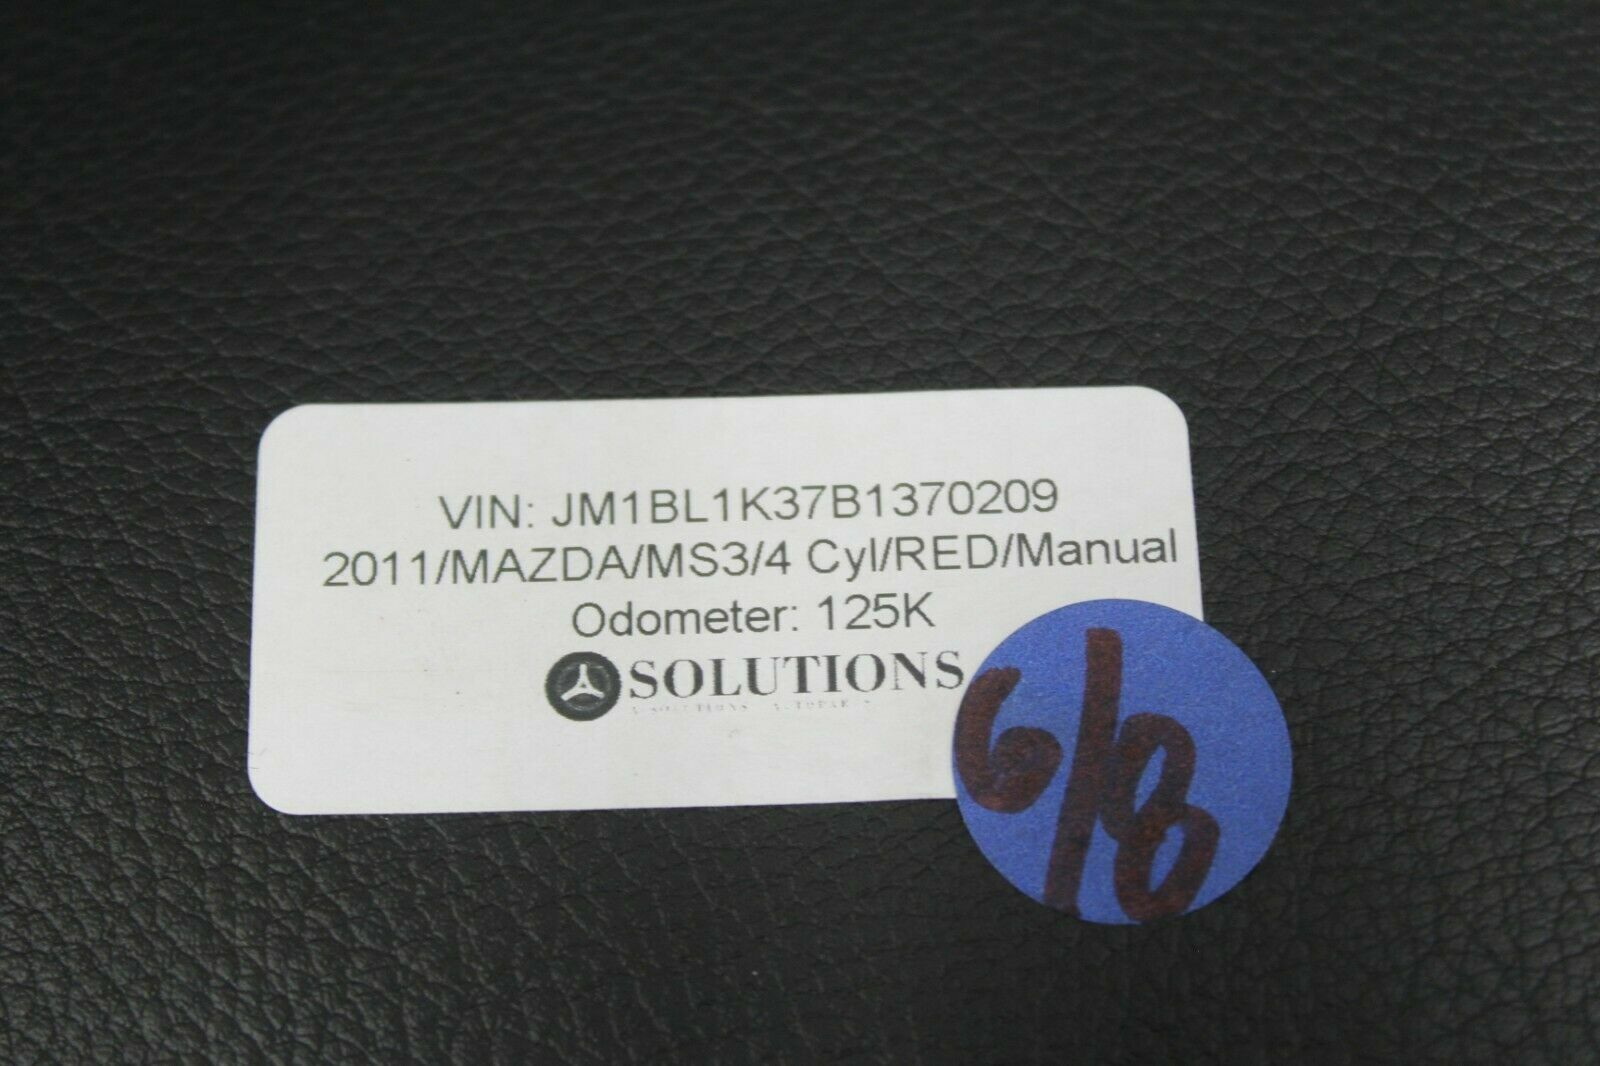 VIN: JM1BL1K37B1370209
2011/MAZDA/MS3/4 Cyl/RED/Manual
Odometer: 125K
SOLUTIONS
6/8